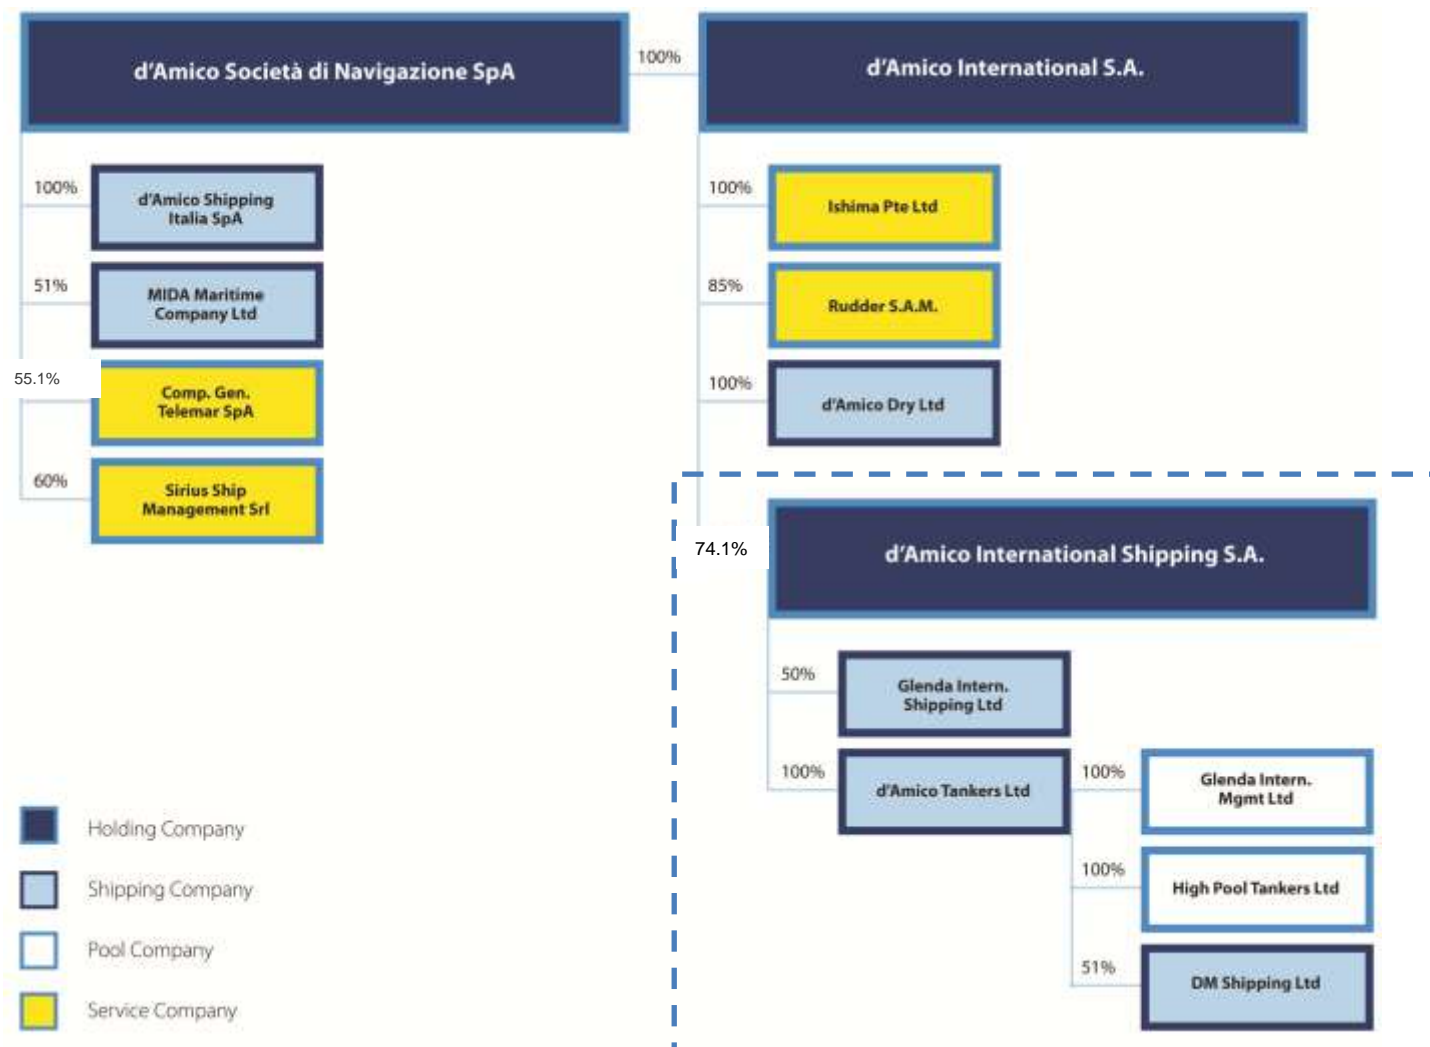 d'Amico Società di Navigazione SpA
100%
d'Amico International S.A.
100%
d'Amico Shipping
Italia SpA
51%
MIDA Maritime
Company Ltd
55.1%
Comp. Gen.
Telemar SpA
60%
Sirius Ship
Management Srl
100%
Ishima Pte Ltd
85%
Rudder S.A.M.
100%
d'Amico Dry Ltd
74.1%
d'Amico International Shipping S.A.
50%
Glenda Intern.
Shipping Ltd
100%
d'Amico Tankers Ltd
100%
Glenda Intern.
Mgmt Ltd
100%
High Pool Tankers Ltd
51%
DM Shipping Ltd
Holding Company
Shipping Company
Pool Company
Service Company